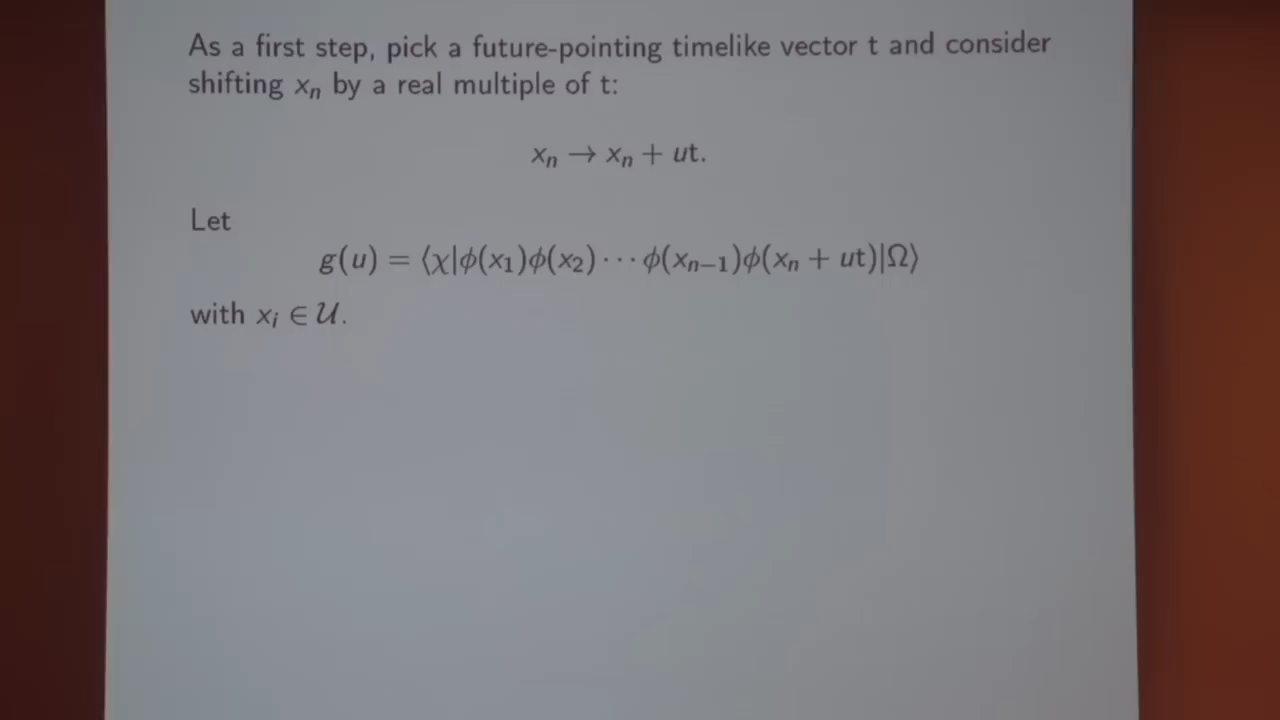 As a first step, pick a future-pointing timelike vector t and consider
shifting xₙ by a real multiple of t:
xₙ → xₙ + ut.
Let
g(u) = ⟨χ|ϕ(x₁)ϕ(x₂) ⋯ ϕ(xₙ₋₁)ϕ(xₙ + ut)|Ω⟩
with xᵢ ∈ 𝒰.